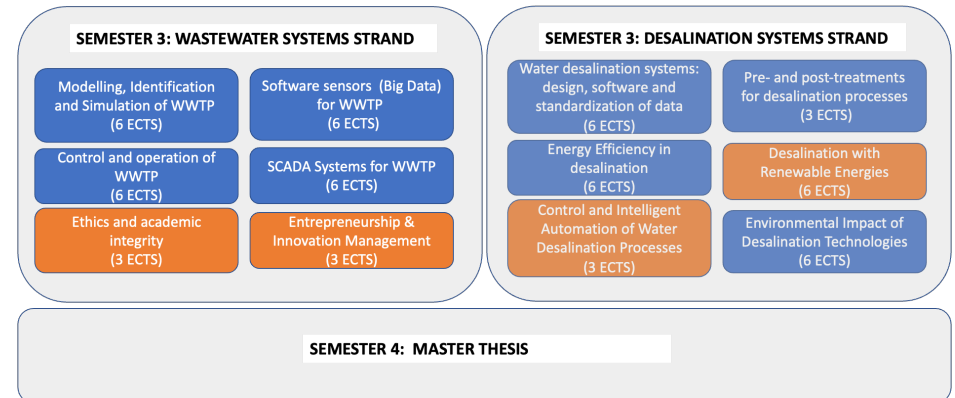 SEMESTER 3: WASTEWATER SYSTEMS STRAND
Modelling, Identification
and Simulation of WWTP
(6 ECTS)
Software sensors (Big Data)
for WWTP
(6 ECTS)
Control and operation of
WWTP
(6 ECTS)
SCADA Systems for WWTP
(6 ECTS)
Ethics and academic
integrity
(3 ECTS)
Entrepreneurship &
Innovation Management
(3 ECTS)
SEMESTER 3: DESALINATION SYSTEMS STRAND
Water desalination systems:
design, software and
standardization of data
(6 ECTS)
Pre- and post-treatments
for desalination processes
(3 ECTS)
Energy Efficiency in
desalination
(6 ECTS)
Desalination with
Renewable Energies
(6 ECTS)
Control and Intelligent
Automation of Water
Desalination Processes
(3 ECTS)
Environmental Impact of
Desalination Technologies
(6 ECTS)
SEMESTER 4: MASTER THESIS